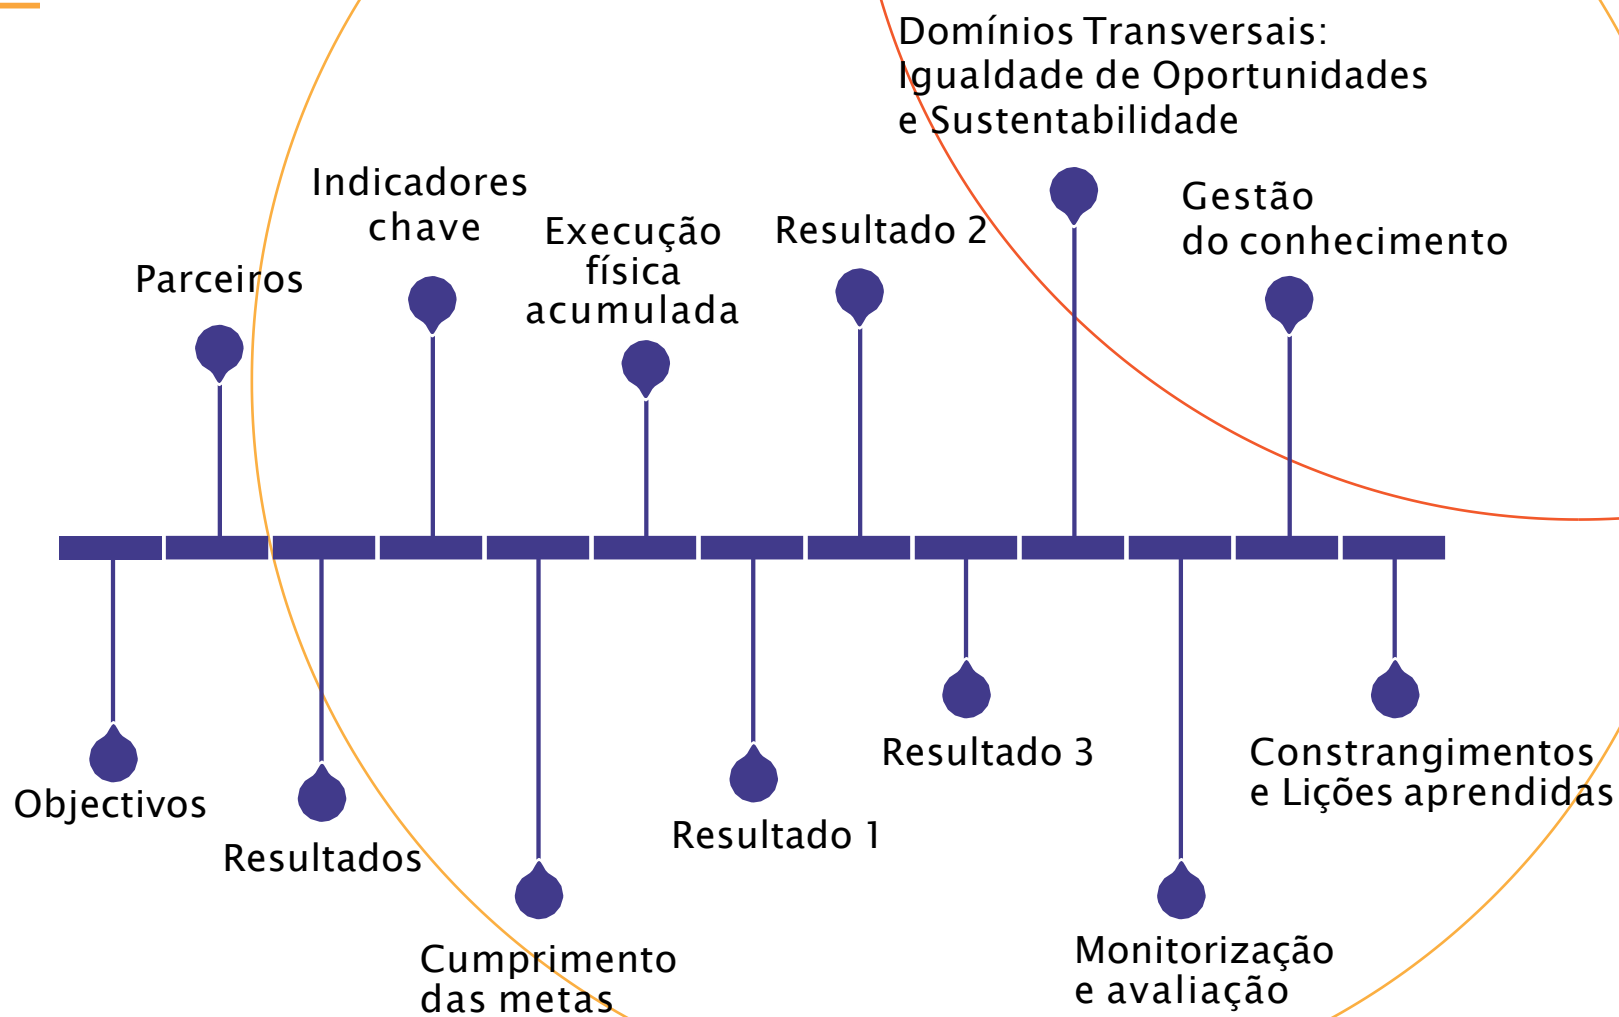 Domínios Transversais:
Igualdade de Oportunidades
e Sustentabilidade
Indicadores
chave
Gestão
do conhecimento
Execução
física
acumulada
Resultado 2
Parceiros
Objectivos
Resultados
Cumprimento
das metas
Resultado 1
Resultado 3
Monitorização
e avaliação
Constrangimentos
e Lições aprendidas